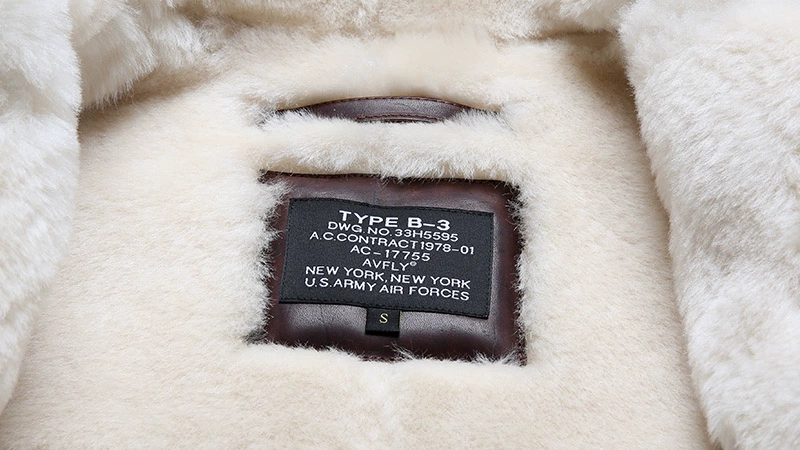 TYPE B-3
DWG.NO.33H5595
A.C.CONTRACT1978-01
AC-17755
AVFLY®
NEW YORK, NEW YORK
U.S.ARMY AIR FORCES
S